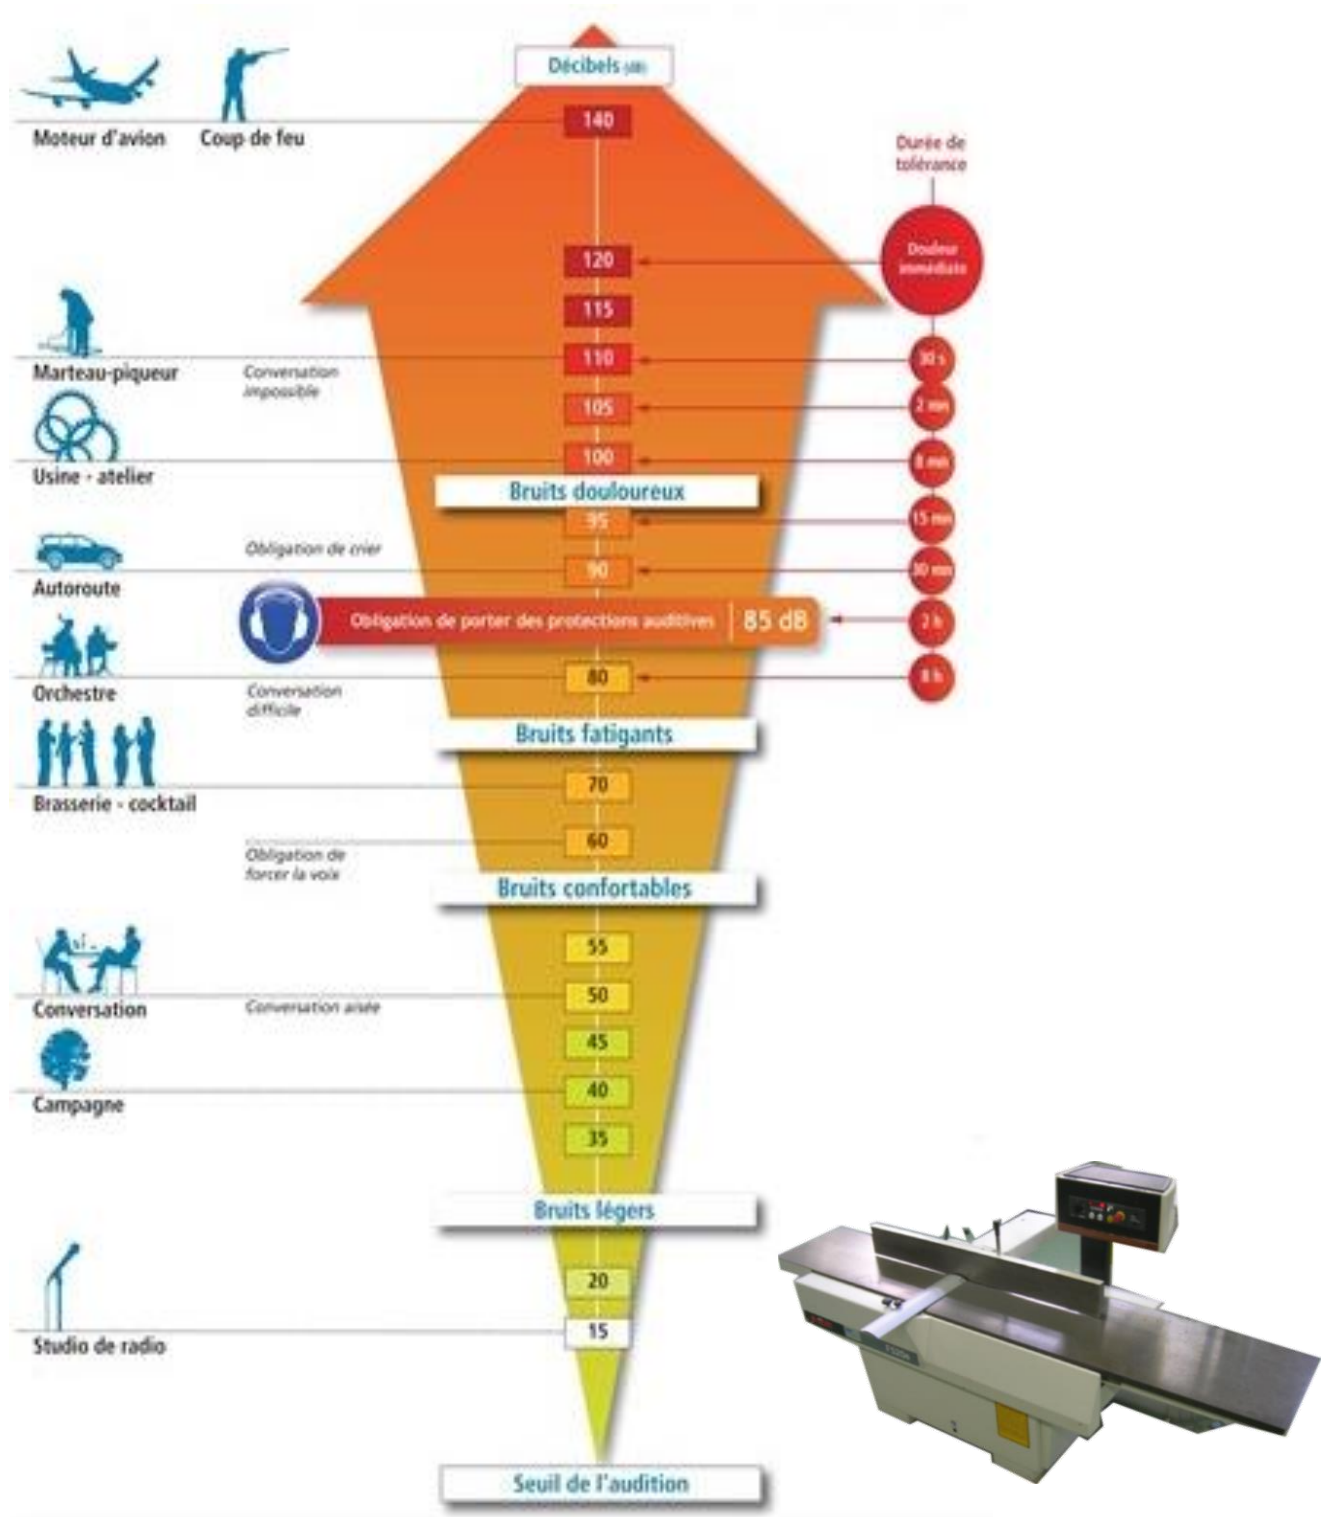 Décibels (dB)
140
Moteur d'avion
Coup de feu
Durée de
tolérance
Douleur
immédiate
120
115
110
30 s
Marteau-piqueur
Conversation
impossible
105
2 mn
100
8 mn
Usine - atelier
Bruits douloureux
95
15 mn
Obligation de crier
90
30 mn
Autoroute
Obligation de porter des protections auditives
85 dB
2 h
80
8 h
Orchestre
Conversation
difficile
Bruits fatigants
70
Brasserie - cocktail
60
Obligation de
forcer la voix
Bruits confortables
55
50
Conversation
Conversation aisée
45
40
Campagne
35
Bruits légers
20
15
Studio de radio
Seuil de l'audition